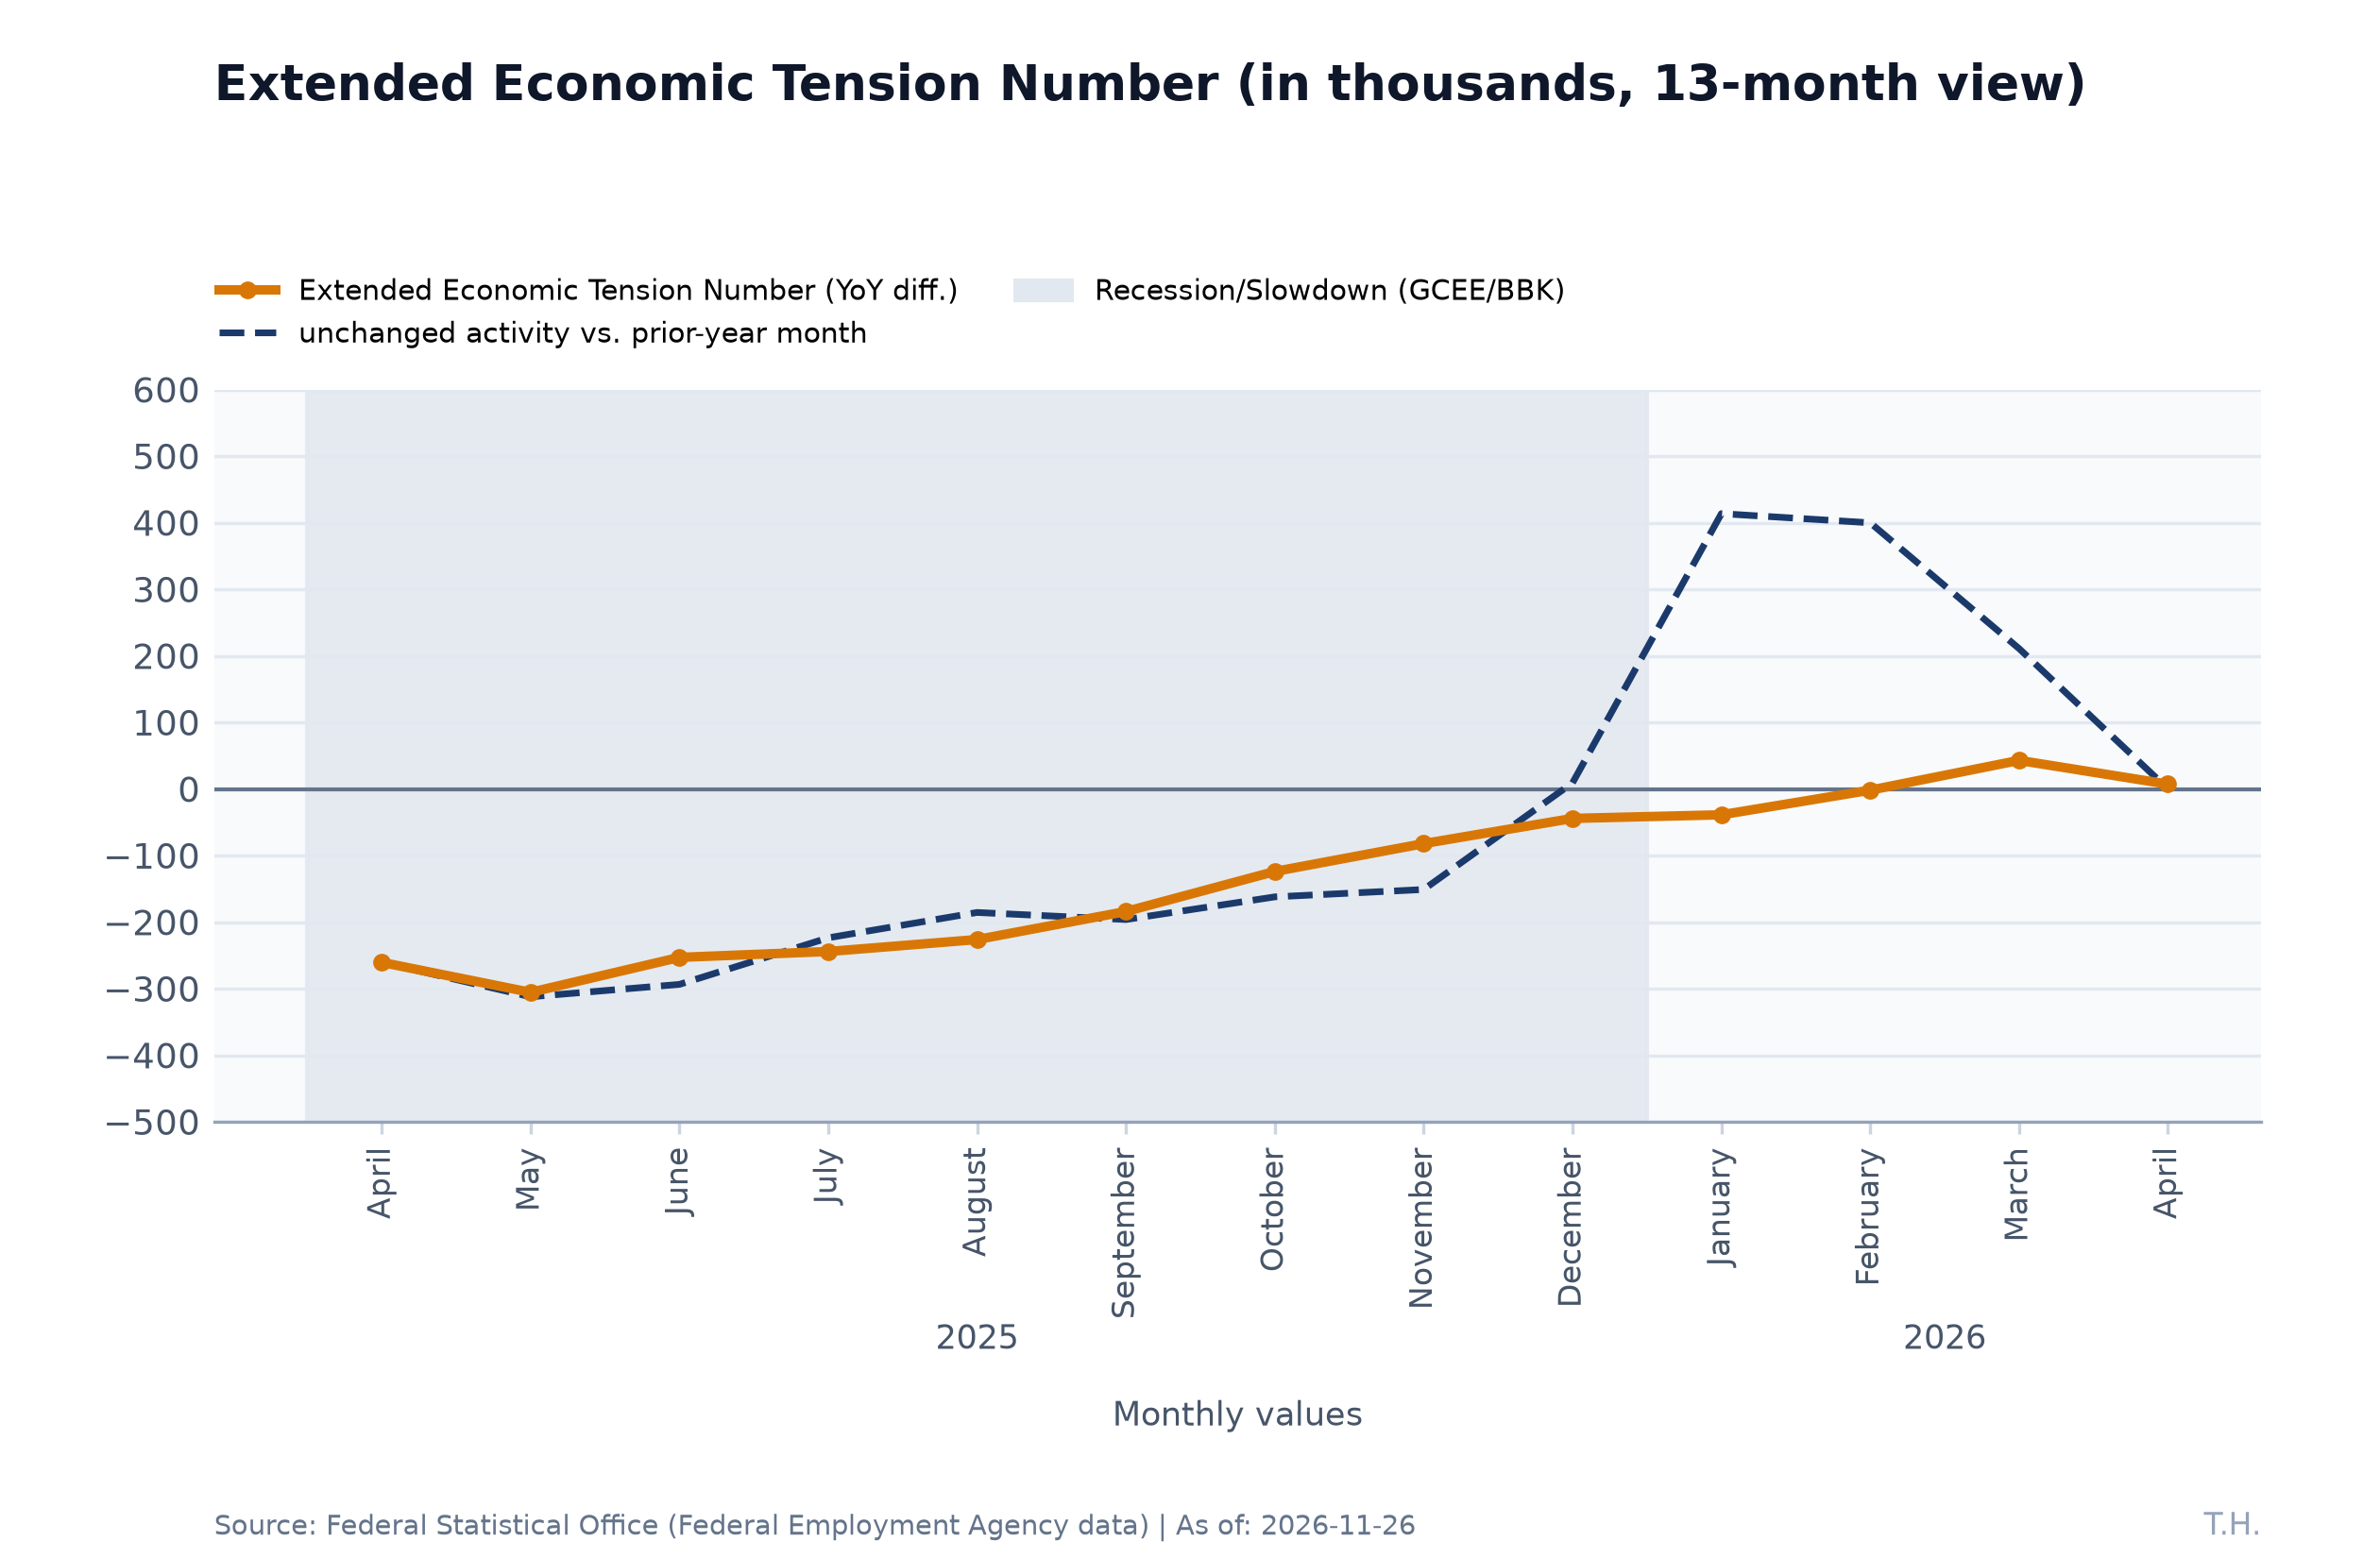 Extended Economic Tension Number (in thousands, 13-month view)
Extended Economic Tension Number (YoY diff.)
Recession/Slowdown (GCEE/BBK)
unchanged activity vs. prior-year month
600
500
400
300
200
100
0
−100
−200
−300
−400
−500
April
May
June
July
August
September
October
November
December
January
February
March
April
2025
2026
Monthly values
Source: Federal Statistical Office (Federal Employment Agency data) | As of: 2026-11-26
T.H.